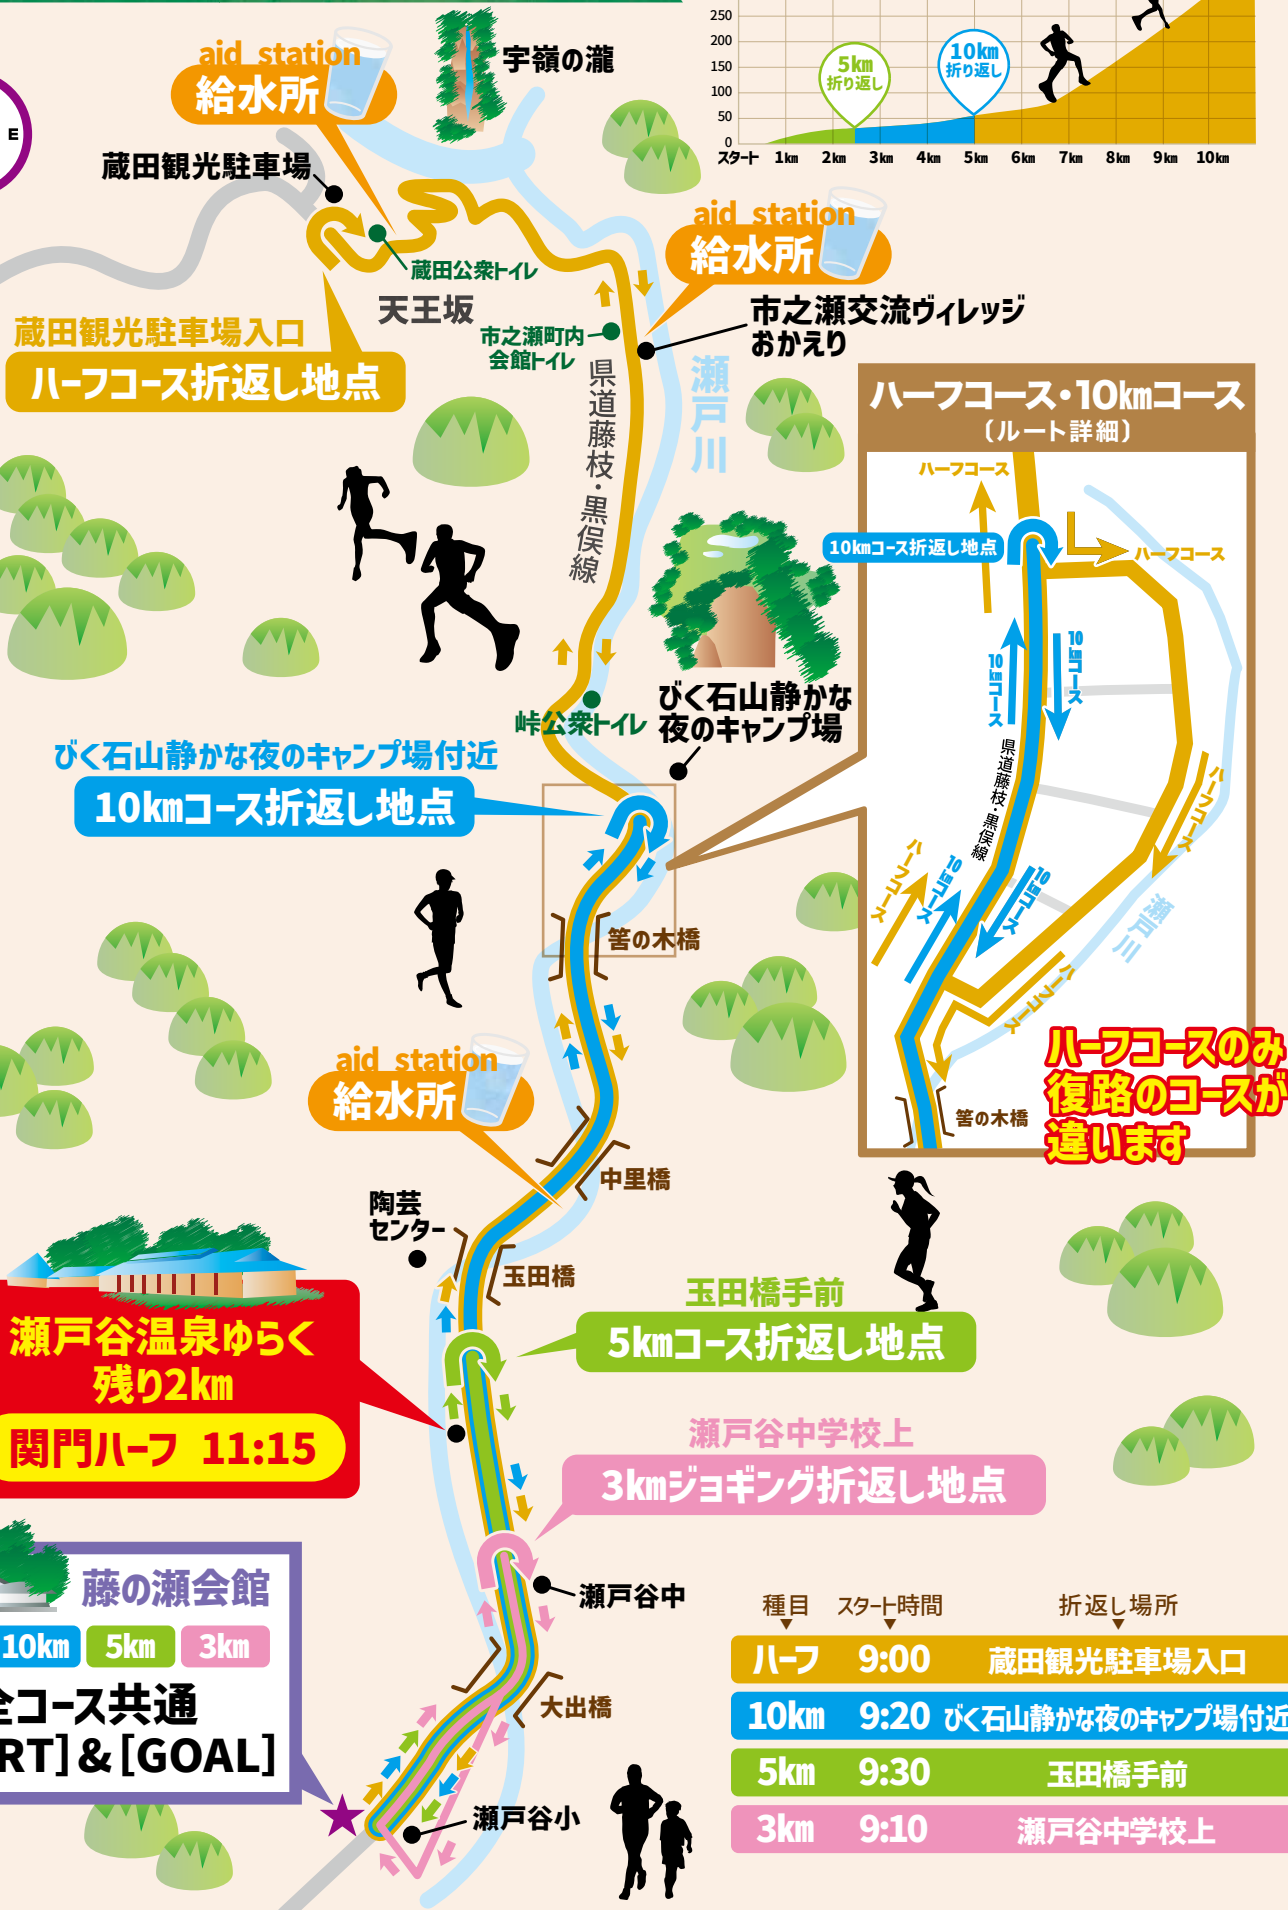 250
200
150
100
50
0
スタート 1km 2km 3km 4km 5km 6km 7km 8km 9km 10km
5km
折り返し
10km
折り返し
E
aid station
給水所
宇嶺の瀧
蔵田観光駐車場
蔵田公衆トイレ
天王坂
aid station
給水所
市之瀬交流ヴィレッジ
おかえり
市之瀬町内
会館トイレ
蔵田観光駐車場入口
ハーフコース折返し地点
県道藤枝・黒俣線
瀬戸川
ハーフコース・10kmコース
〔ルート詳細〕
ハーフコース
10kmコース折返し地点
ハーフコース
10kmコース
10kmコース
県道藤枝・黒俣線
ハーフコース
ハーフコース
10kmコース
10kmコース
瀬戸川
ハーフコース
筈の木橋
ハーフコースのみ
復路のコースが
違います
びく石山静かな
夜のキャンプ場
峠公衆トイレ
びく石山静かな夜のキャンプ場付近
10kmコース折返し地点
筈の木橋
aid station
給水所
中里橋
陶芸
センター
玉田橋
玉田橋手前
5kmコース折返し地点
瀬戸谷温泉ゆらく
残り2km
関門ハーフ 11:15
瀬戸谷中学校上
3kmジョギング折返し地点
瀬戸谷中
藤の瀬会館
10km 5km 3km
全コース共通
RT]&[GOAL]
大出橋
瀬戸谷小
種目 スタート時間 折返し場所
ハーフ 9:00 蔵田観光駐車場入口
10km 9:20 びく石山静かな夜のキャンプ場付近
5km 9:30 玉田橋手前
3km 9:10 瀬戸谷中学校上